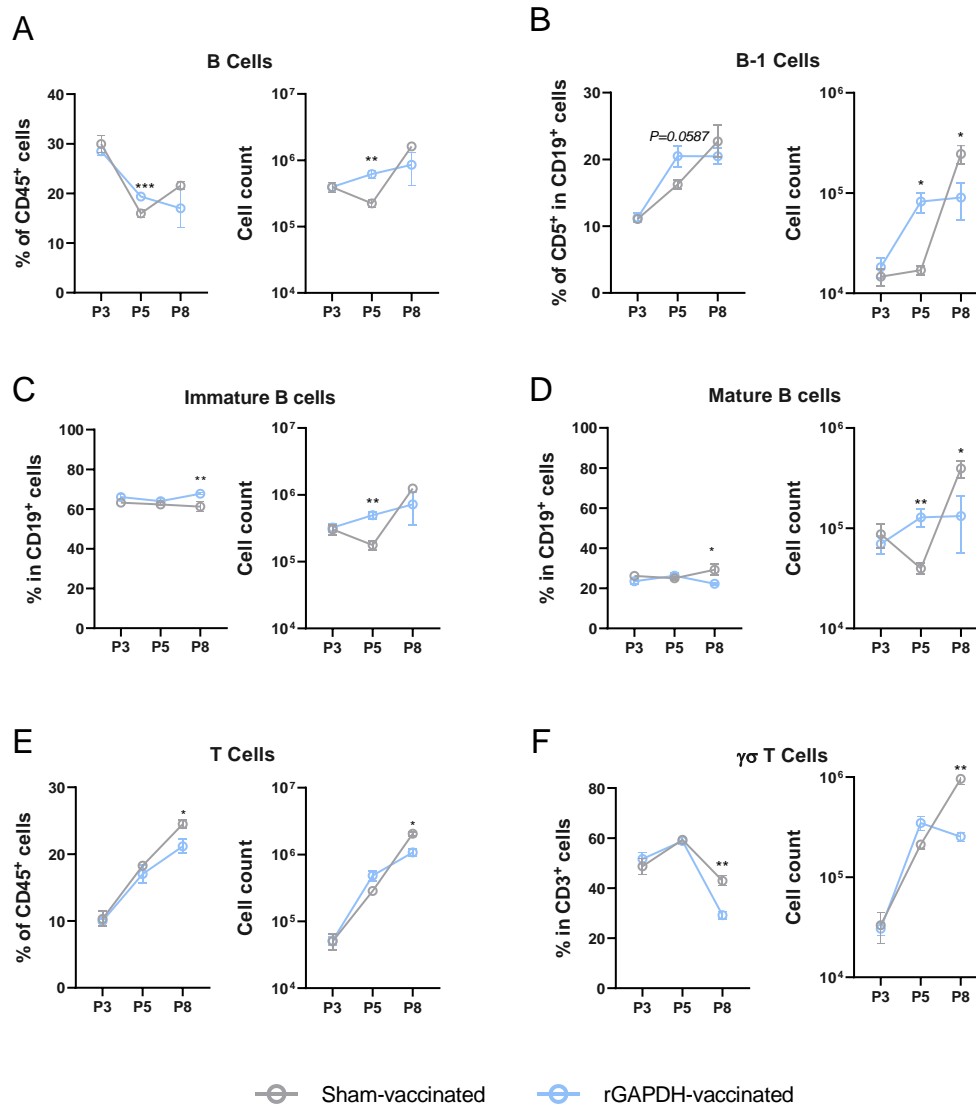 A
B Cells
% of CD45⁺ cells
40
30
20
10
0
***
P3 P5 P8
Cell count
10⁷
10⁶
10⁵
10⁴
**
P3 P5 P8
B
B-1 Cells
% of CD5⁺ in CD19⁺ cells
30
20
10
0
P=0.0587
P3 P5 P8
Cell count
10⁶
10⁵
10⁴
*
*
P3 P5 P8
C
Immature B cells
% in CD19⁺ cells
100
80
60
40
20
0
**
P3 P5 P8
Cell count
10⁷
10⁶
10⁵
10⁴
**
P3 P5 P8
D
Mature B cells
% in CD19⁺ cells
100
80
60
40
20
0
*
P3 P5 P8
Cell count
10⁶
10⁵
10⁴
**
*
P3 P5 P8
E
T Cells
% of CD45⁺ cells
30
20
10
0
*
P3 P5 P8
Cell count
10⁷
10⁶
10⁵
10⁴
*
P3 P5 P8
F
γσ T Cells
% in CD3⁺ cells
80
60
40
20
0
**
P3 P5 P8
Cell count
10⁶
10⁵
10⁴
**
P3 P5 P8
Sham-vaccinated
rGAPDH-vaccinated